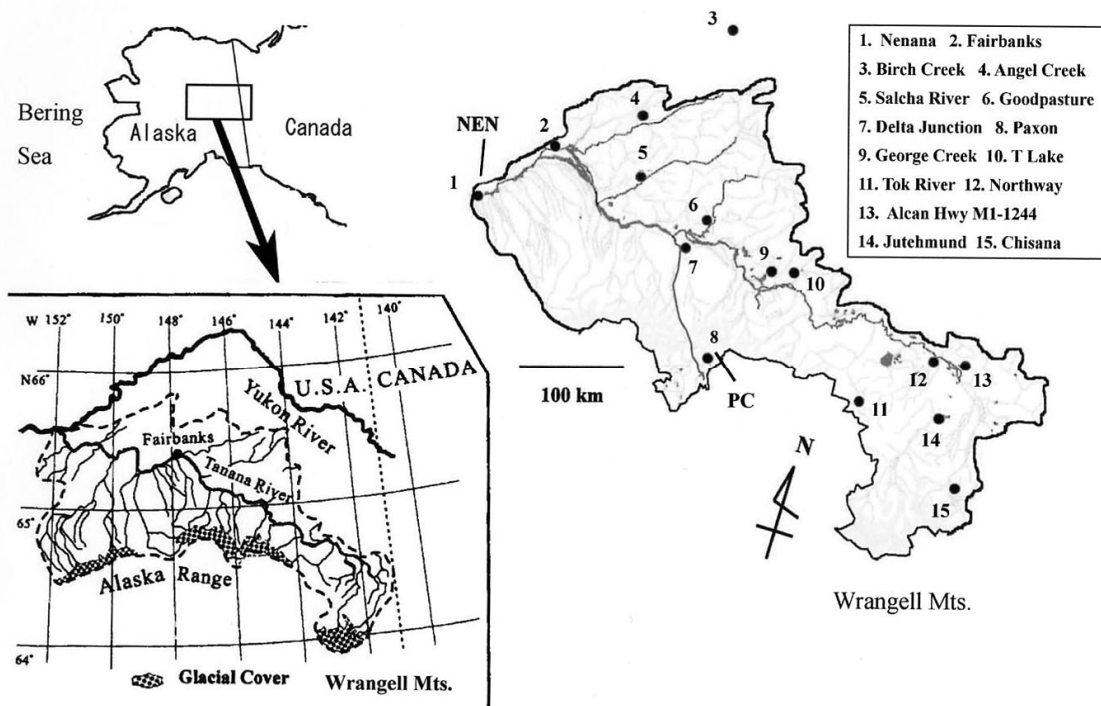 Bering
Sea
Alaska
Canada
3
1. Nenana 2. Fairbanks
3. Birch Creek 4. Angel Creek
5. Salcha River 6. Goodpasture
7. Delta Junction 8. Paxon
9. George Creek 10. T Lake
11. Tok River 12. Northway
13. Alcan Hwy M1-1244
14. Jutehmund 15. Chisana
NEN
1
2
4
5
6
7
8
9
10
11
12
13
14
15
100 km
PC
N
Wrangell Mts.
W 152° 150° 148° 146° 144° 142° 140°
N66°
U.S.A. CANADA
Yukon River
Fairbanks
Tanana River
65°
Alaska Range
64°
Glacial Cover
Wrangell Mts.